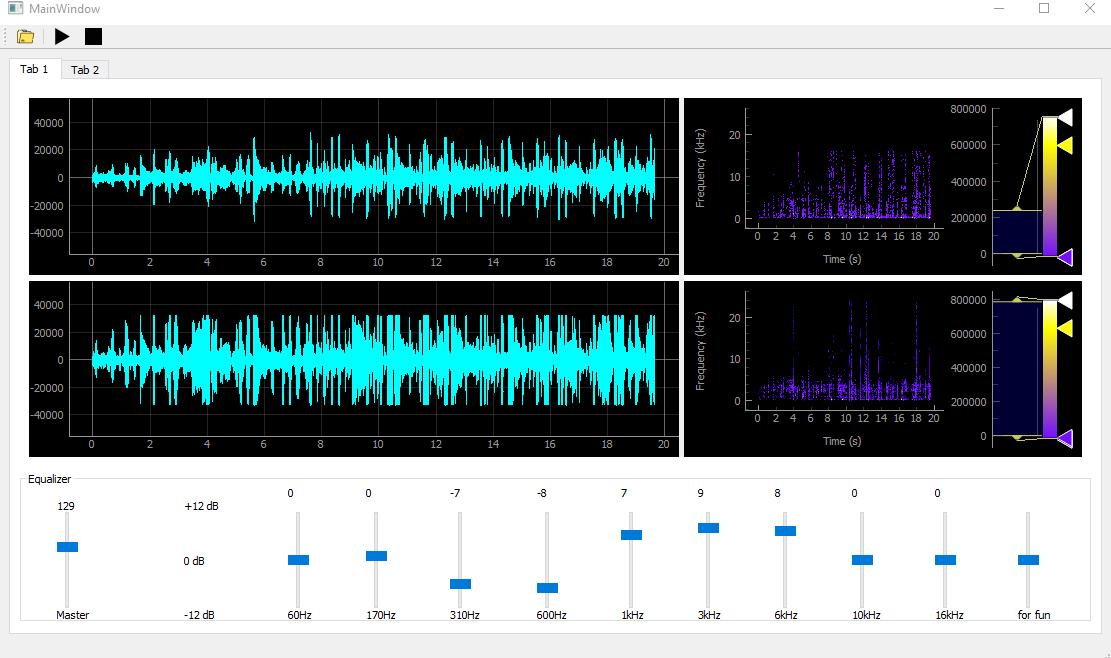 MainWindow
Tab 1 Tab 2
40000
20000
0
-20000
-40000
0 2 4 6 8 10 12 14 16 18 20
Frequency (kHz)
20
10
0
0 2 4 6 8 10 12 14 16 18 20
Time (s)
800000
600000
400000
200000
0
40000
20000
0
-20000
-40000
0 2 4 6 8 10 12 14 16 18 20
Frequency (kHz)
20
10
0
0 2 4 6 8 10 12 14 16 18 20
Time (s)
800000
600000
400000
200000
0
Equalizer
0 0 -7 -8 7 9 8 0 0
129 +12 dB
0 dB
Master -12 dB 60Hz 170Hz 310Hz 600Hz 1kHz 3kHz 6kHz 10kHz 16kHz for fun